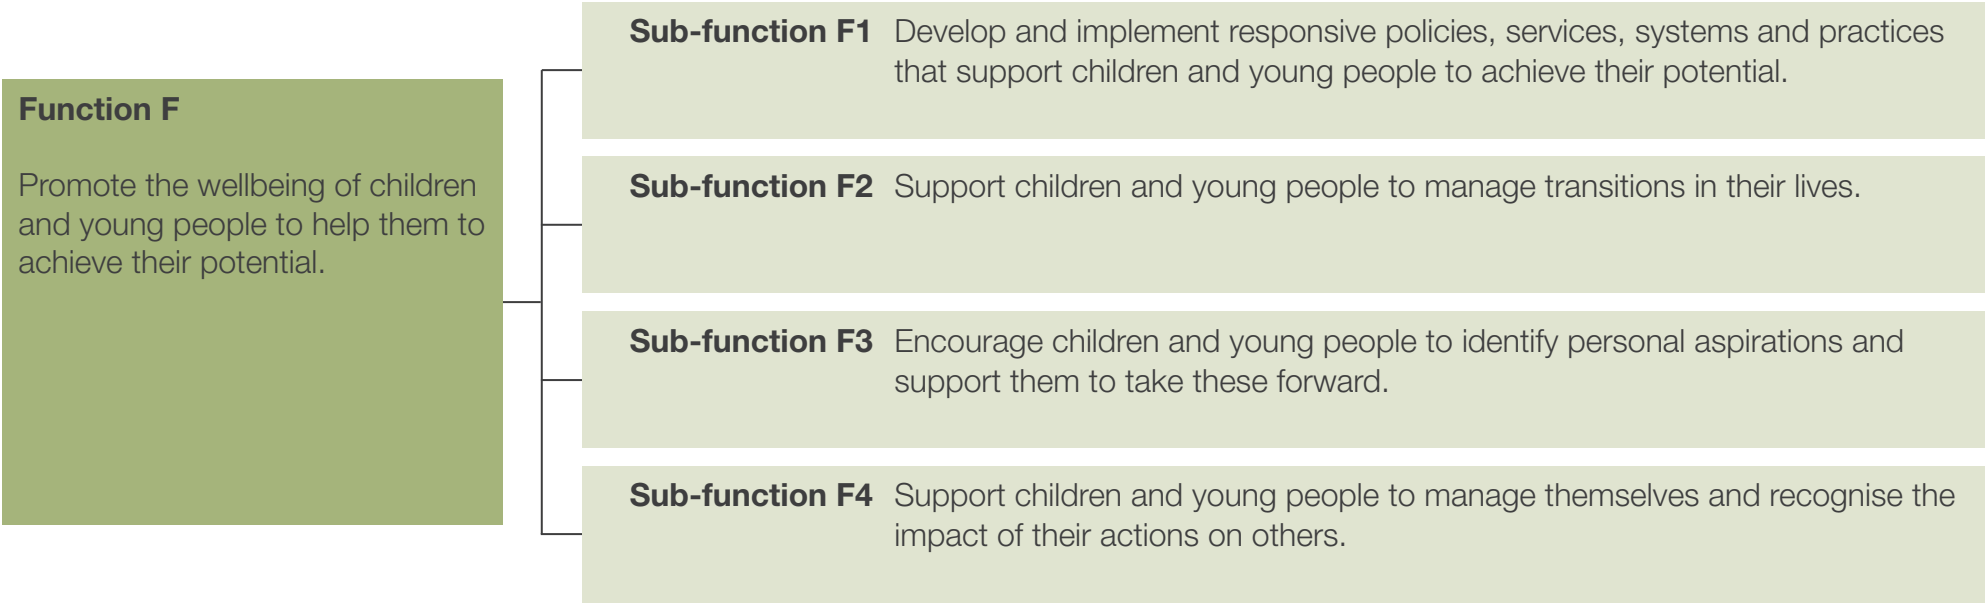 Function F
Promote the wellbeing of children
and young people to help them to
achieve their potential.
Sub-function F1 Develop and implement responsive policies, services, systems and practices
that support children and young people to achieve their potential.
Sub-function F2 Support children and young people to manage transitions in their lives.
Sub-function F3 Encourage children and young people to identify personal aspirations and
support them to take these forward.
Sub-function F4 Support children and young people to manage themselves and recognise the
impact of their actions on others.